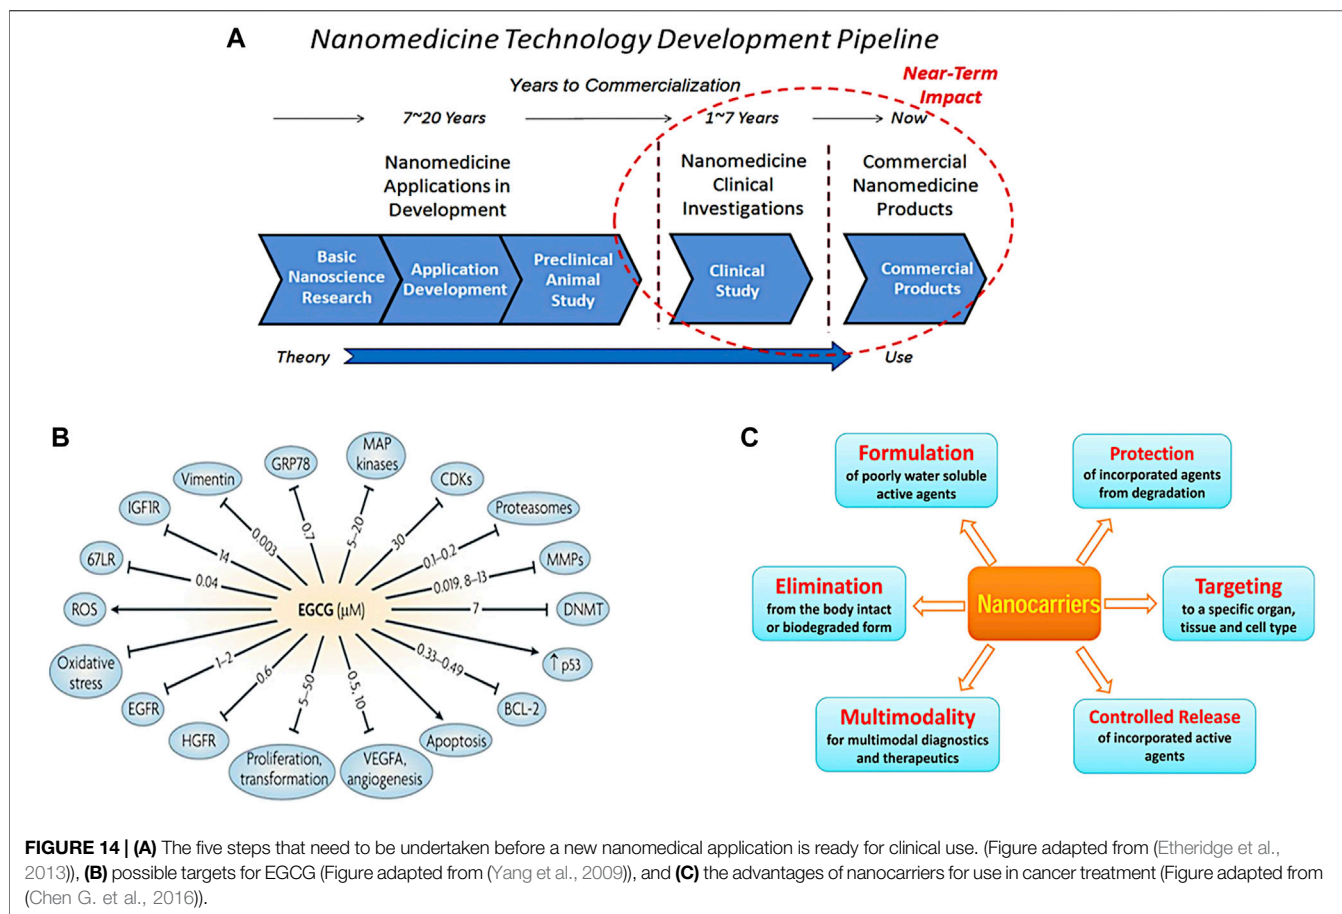 A
Nanomedicine Technology Development Pipeline
Years to Commercialization
Near-Term
Impact
7~20 Years
1~7 Years
Now
Nanomedicine
Applications in
Development
Nanomedicine
Clinical
Investigations
Commercial
Nanomedicine
Products
Basic
Nanoscience
Research
Application
Development
Preclinical
Animal
Study
Clinical
Study
Commercial
Products
Theory
Use
B
MAP
kinases
GRP78
CDKs
Vimentin
Proteasomes
IGF1R
MMPs
67LR
DNMT
ROS
↑ p53
Oxidative
stress
BCL-2
EGFR
Apoptosis
HGFR
VEGFA,
angiogenesis
Proliferation,
transformation
EGCG (μM)
0.7
5–20
30
0.003
0.1–0.2
14
0.019, 8–13
0.04
7
0.33–0.49
1–2
0.6
5–50
0.5, 10
C
Formulation
of poorly water soluble
active agents
Protection
of incorporated agents
from degradation
Elimination
from the body intact
or biodegraded form
Nanocarriers
Targeting
to a specific organ,
tissue and cell type
Multimodality
for multimodal diagnostics
and therapeutics
Controlled Release
of incorporated active
agents
FIGURE 14 | (A) The five steps that need to be undertaken before a new nanomedical application is ready for clinical use. (Figure adapted from (Etheridge et al.,
2013)), (B) possible targets for EGCG (Figure adapted from (Yang et al., 2009)), and (C) the advantages of nanocarriers for use in cancer treatment (Figure adapted from
(Chen G. et al., 2016)).